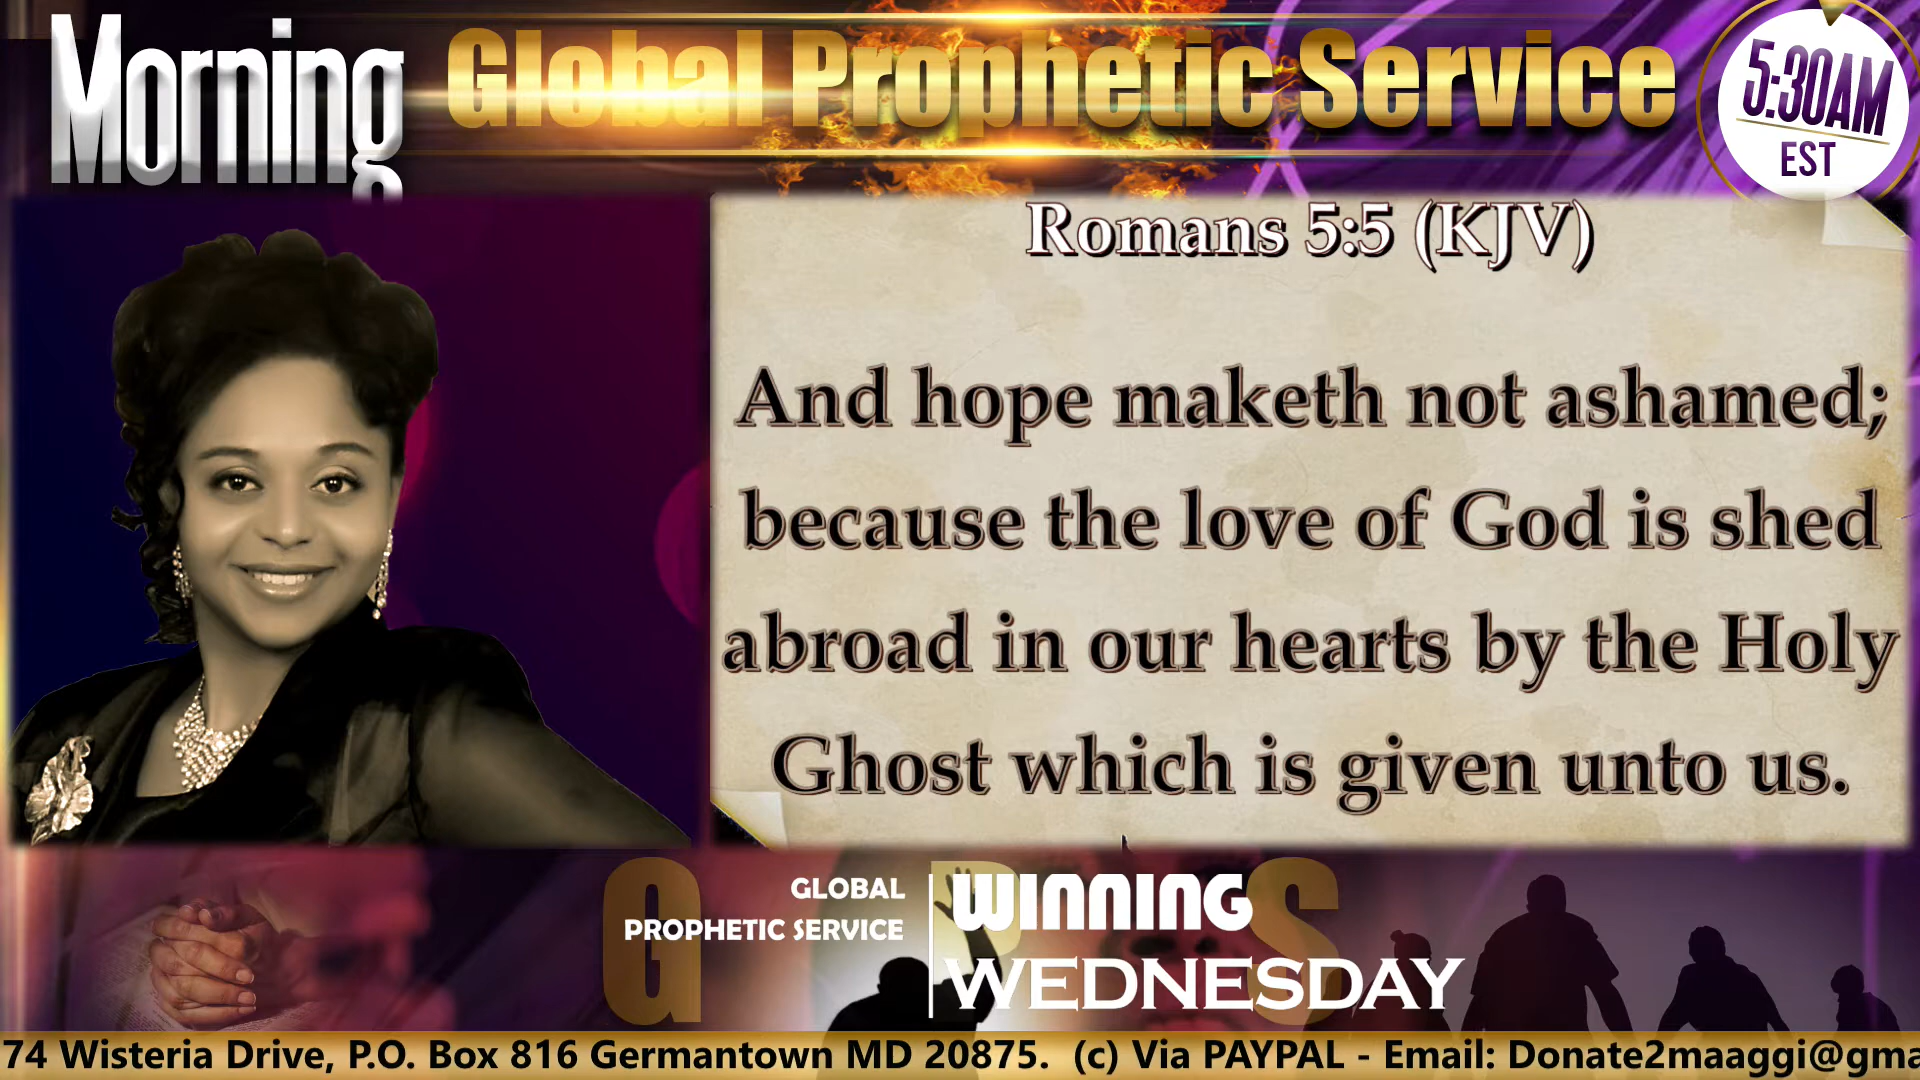 Morning Global Prophetic Service
5:30AM
EST
Romans 5:5 (KJV)
And hope maketh not ashamed;
because the love of God is shed
abroad in our hearts by the Holy
Ghost which is given unto us.
GPS
GLOBAL
PROPHETIC SERVICE
WINNING
WEDNESDAY
74 Wisteria Drive, P.O. Box 816 Germantown MD 20875. (c) Via PAYPAL - Email: Donate2maaggi@gma